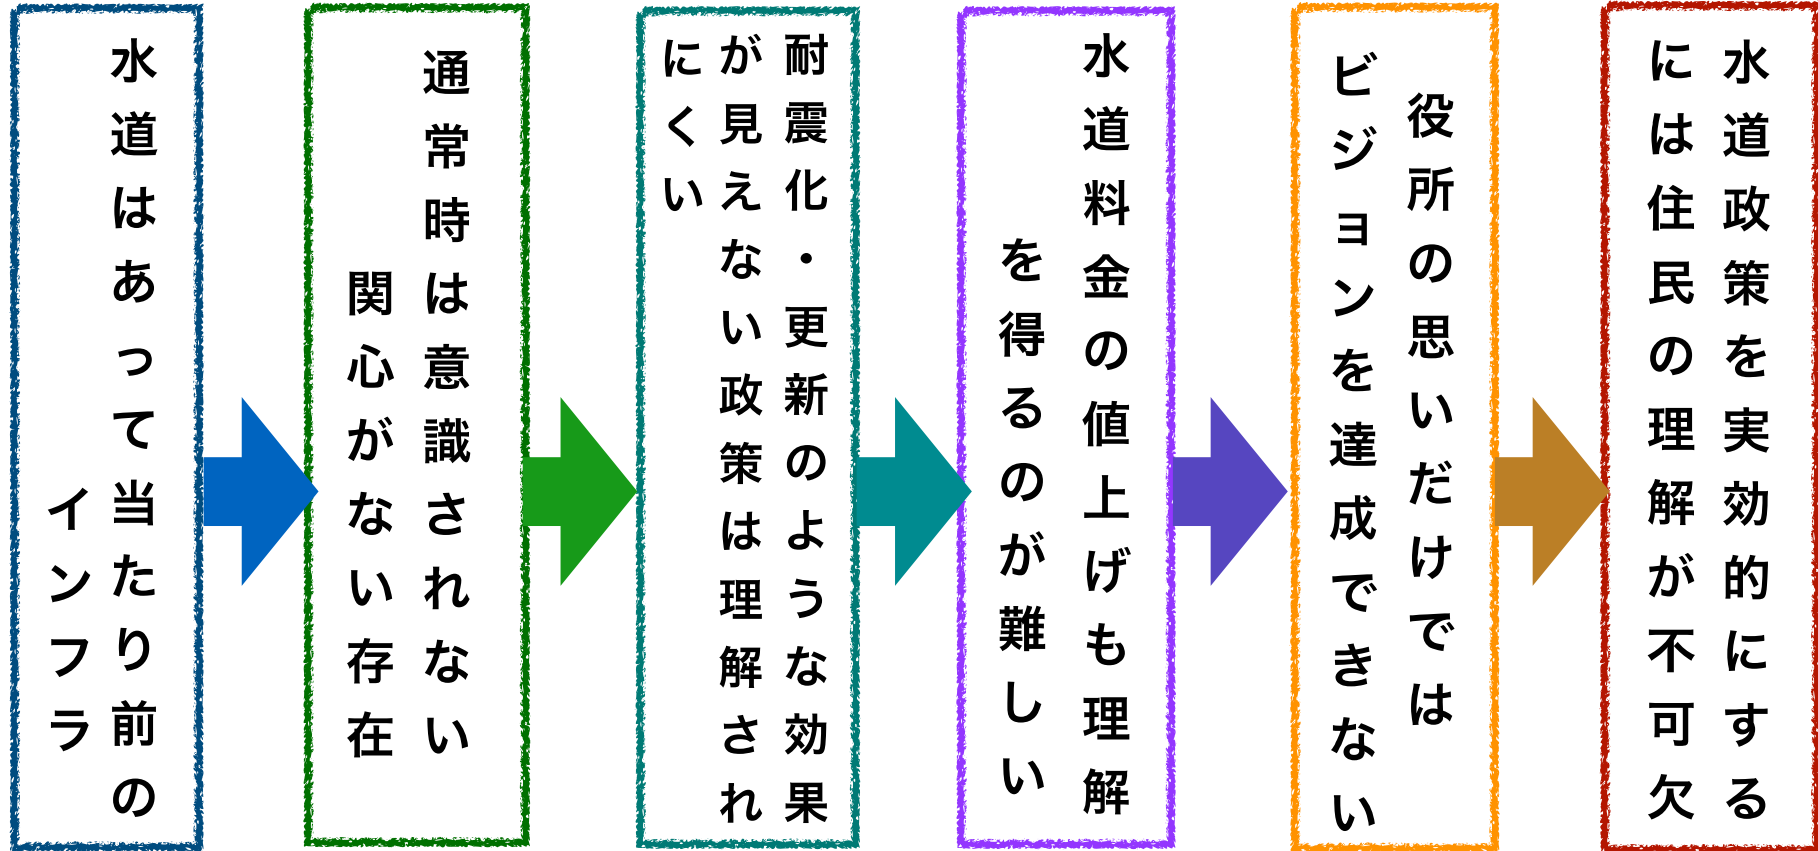 水道はあって当たり前の
インフラ
通常時は意識されない
関心がない存在
耐震化・更新のような効果
が見えない政策は理解され
にくい
水道料金の値上げも理解
を得るのが難しい
役所の思いだけでは
ビジョンを達成できない
水道政策を実効的にする
には住民の理解が不可欠